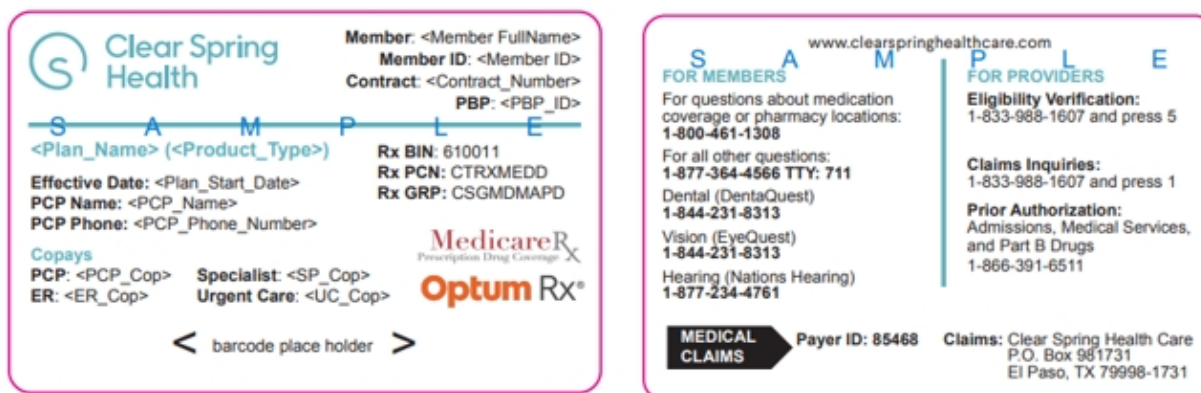 Clear Spring
Health
Member: <Member FullName>
Member ID: <Member ID>
Contract: <Contract_Number>
PBP: <PBP_ID>
S A M P L E
<Plan_Name> (<Product_Type>)
Effective Date: <Plan_Start_Date>
PCP Name: <PCP_Name>
PCP Phone: <PCP_Phone_Number>
Rx BIN: 610011
Rx PCN: CTRXMEDD
Rx GRP: CSGMDMAPD
Copays
PCP: <PCP_Cop> Specialist: <SP_Cop>
ER: <ER_Cop> Urgent Care: <UC_Cop>
MedicareRx
Prescription Drug Coverage
Optum Rx®
< barcode place holder >
www.clearspringhealthcare.com
S A M P L E
FOR MEMBERS
For questions about medication
coverage or pharmacy locations:
1-800-461-1308
For all other questions:
1-877-364-4566 TTY: 711
Dental (DentaQuest)
1-844-231-8313
Vision (EyeQuest)
1-844-231-8313
Hearing (Nations Hearing)
1-877-234-4761
FOR PROVIDERS
Eligibility Verification:
1-833-988-1607 and press 5
Claims Inquiries:
1-833-988-1607 and press 1
Prior Authorization:
Admissions, Medical Services,
and Part B Drugs
1-866-391-6511
MEDICAL
CLAIMS
Payer ID: 85468
Claims: Clear Spring Health Care
P.O. Box 981731
El Paso, TX 79998-1731